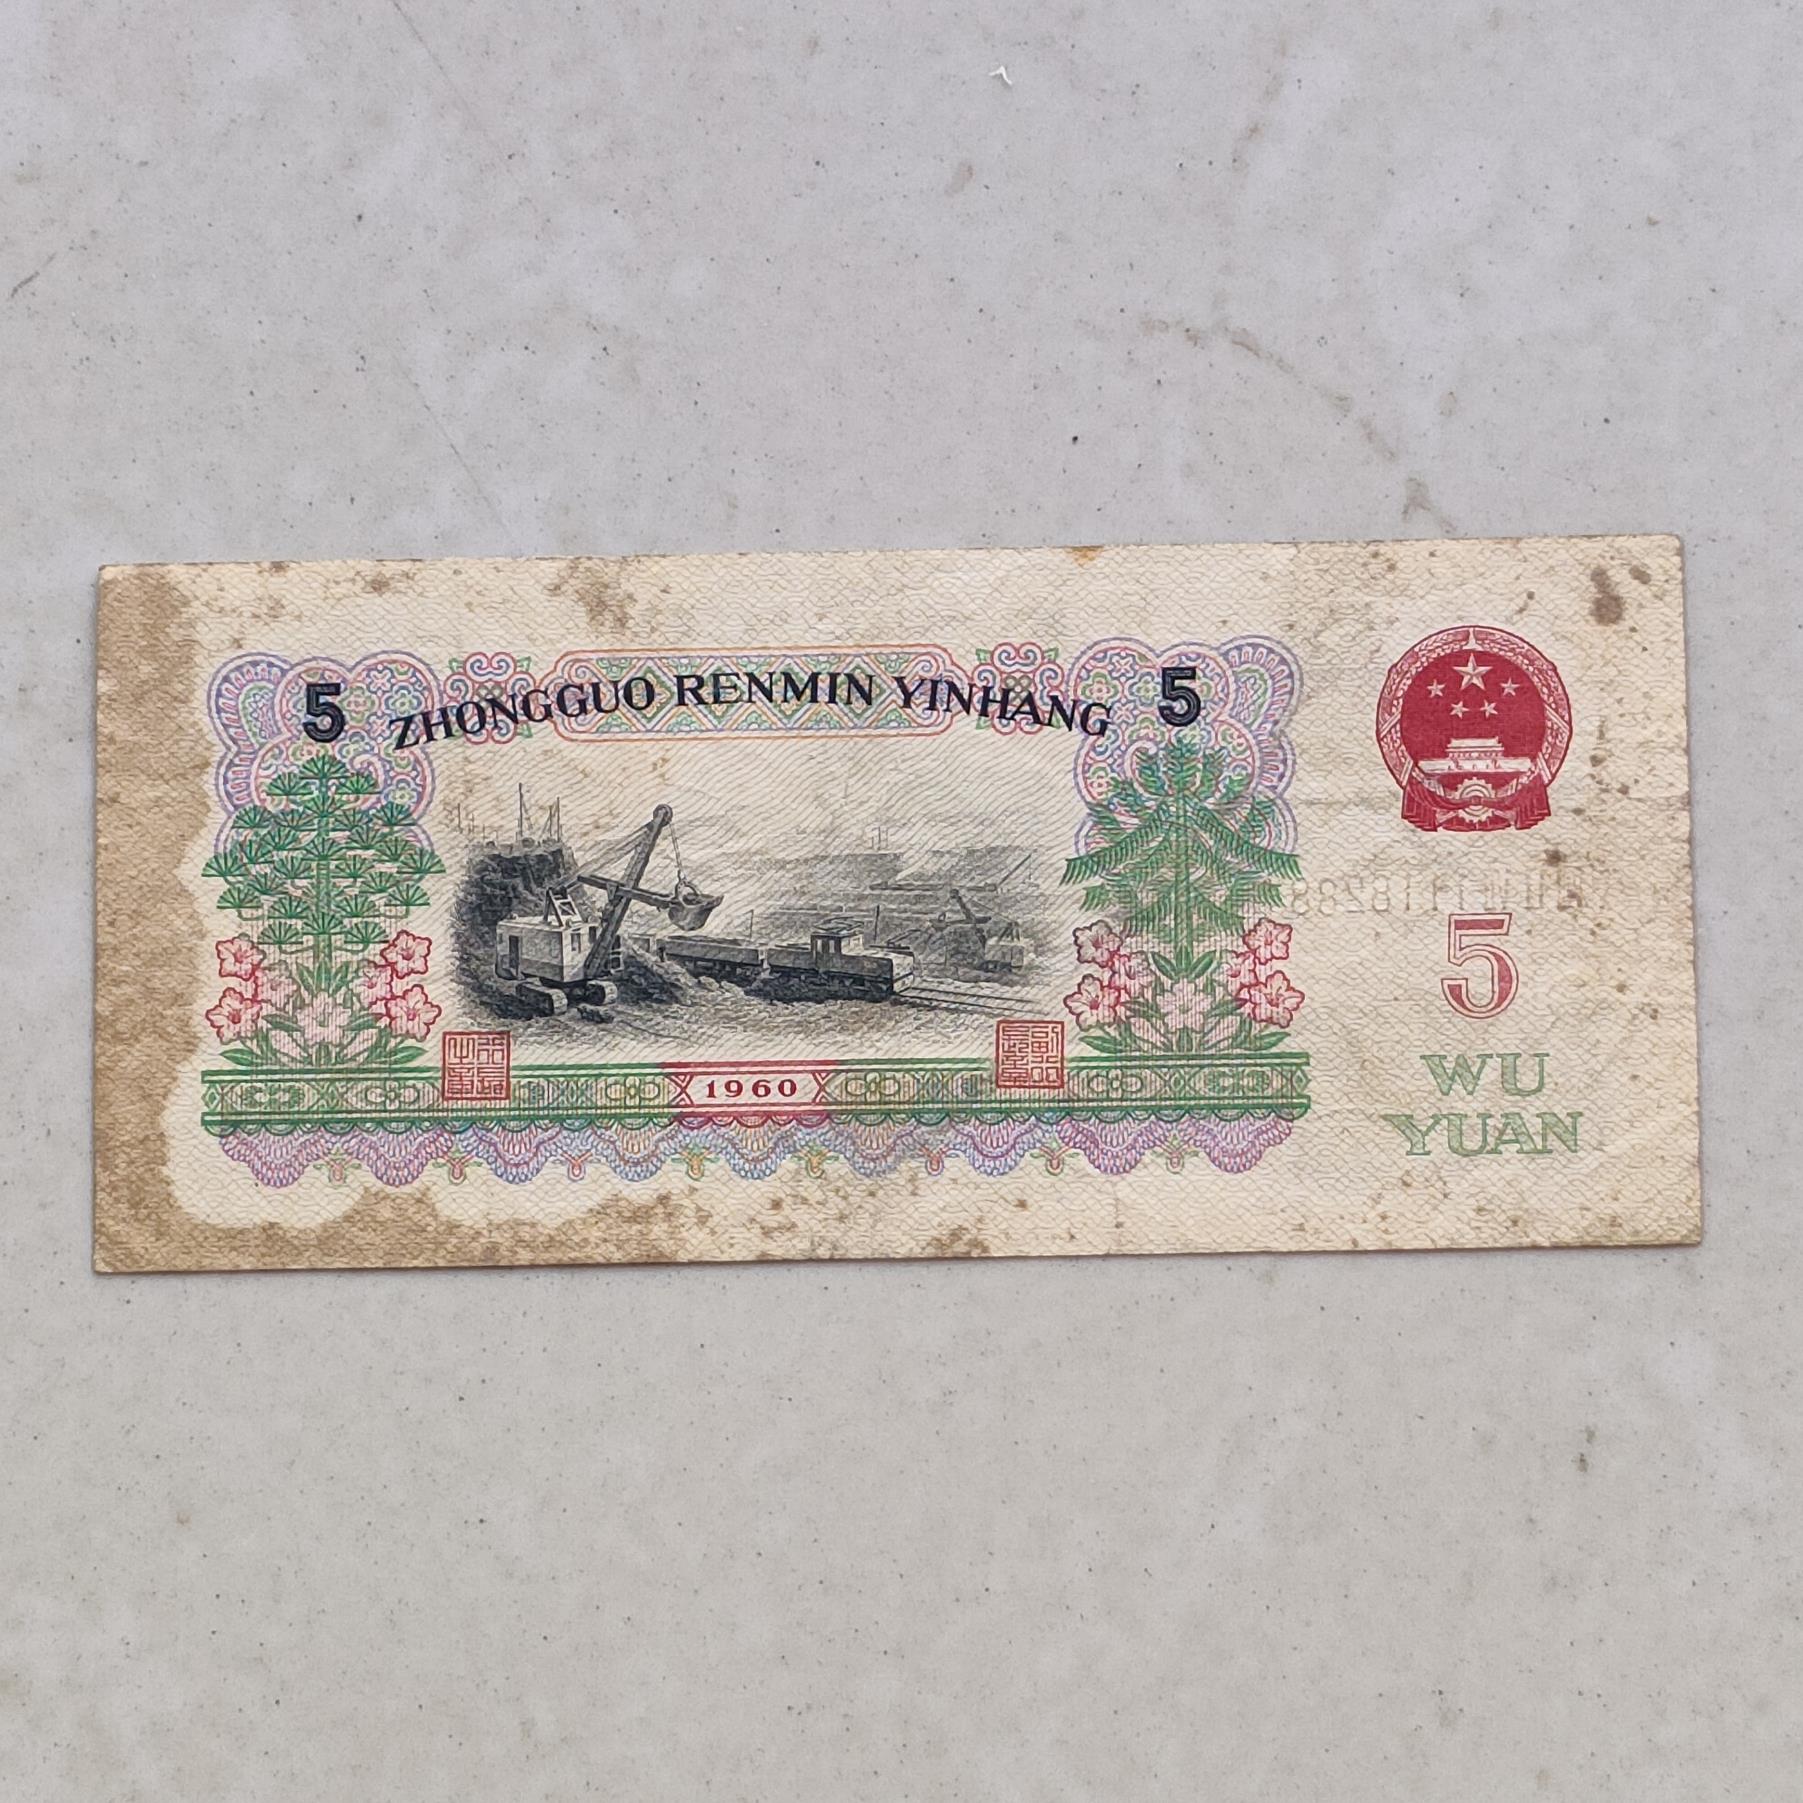 5 ZHONGGUO RENMIN YINHANG 5
5
WU
YUAN
1960